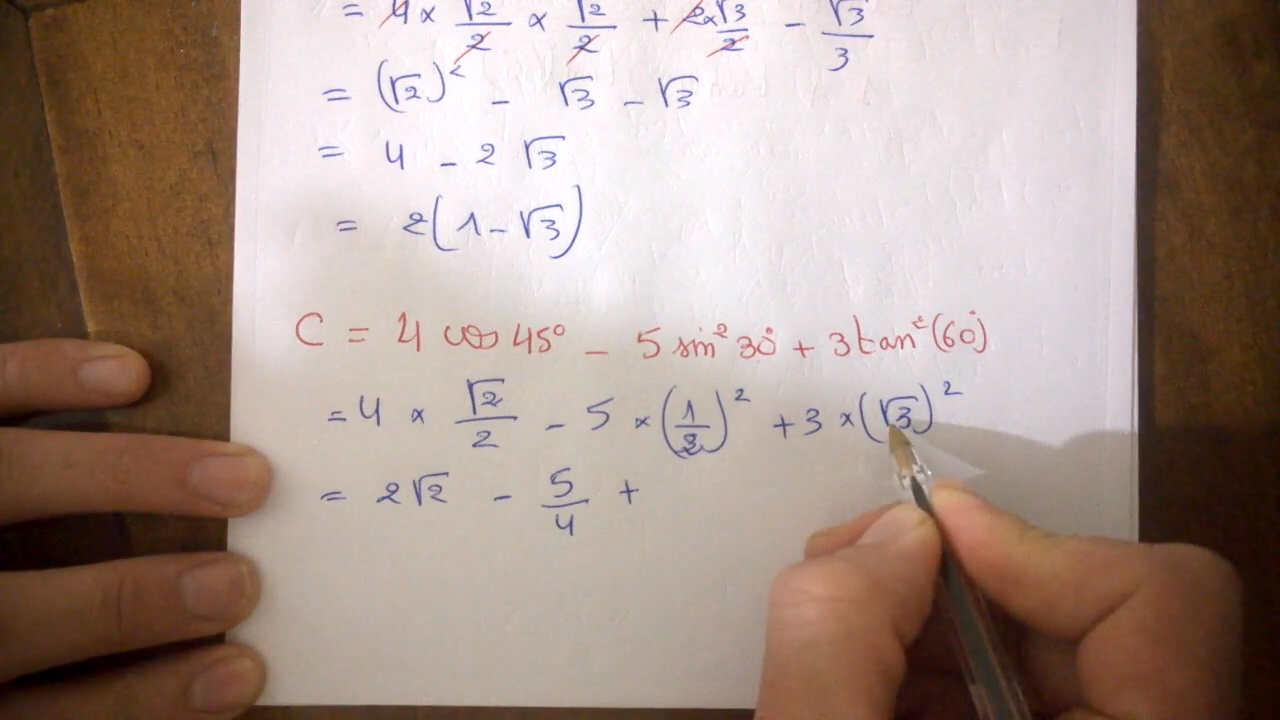 = 4 × √2/2 × √2/2 + 2×√3/2 - √3/3
= (√2)² - √3 - √3
= 4 - 2√3
= 2(1-√3)
C = 4 cos 45° - 5 sin² 30° + 3 tan² (60°)
= 4 × √2/2 - 5 × (1/2)² + 3 × (√3)²
= 2√2 - 5/4 +